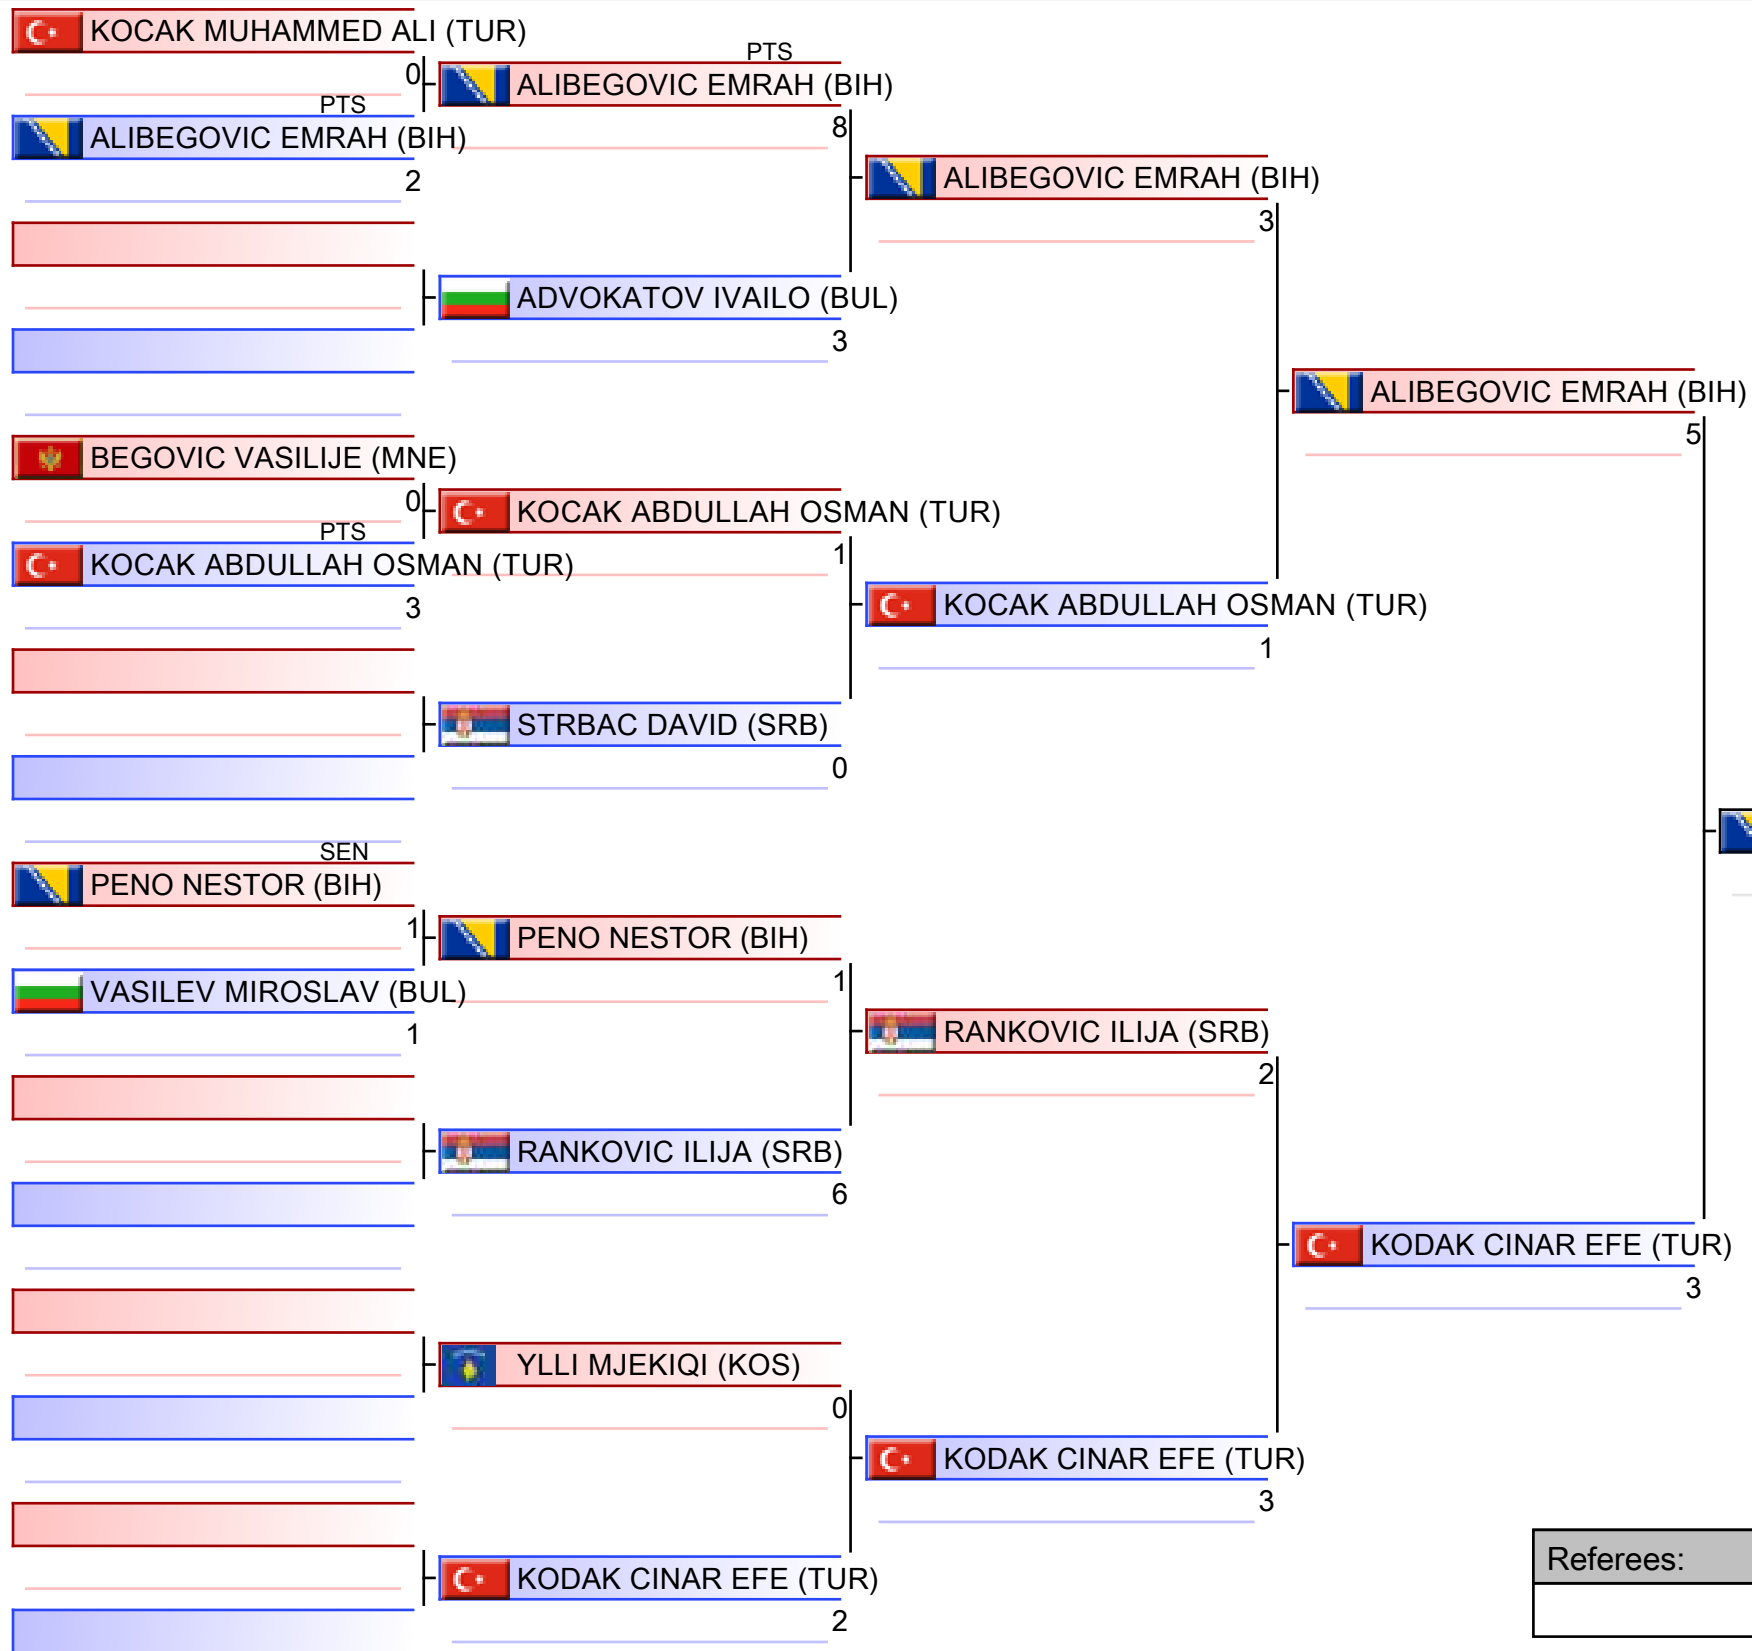 KOCAK MUHAMMED ALI (TUR)
0
PTS
ALIBEGOVIC EMRAH (BIH)
2
BEGOVIC VASILIJE (MNE)
0
PTS
KOCAK ABDULLAH OSMAN (TUR)
3
SEN
PENO NESTOR (BIH)
1
VASILEV MIROSLAV (BUL)
1
PTS
ALIBEGOVIC EMRAH (BIH)
8
ADVOKATOV IVAILO (BUL)
3
KOCAK ABDULLAH OSMAN (TUR)
1
STRBAC DAVID (SRB)
0
PENO NESTOR (BIH)
1
RANKOVIC ILIJA (SRB)
6
YLLI MJEKIQI (KOS)
0
KODAK CINAR EFE (TUR)
2
ALIBEGOVIC EMRAH (BIH)
3
KOCAK ABDULLAH OSMAN (TUR)
1
RANKOVIC ILIJA (SRB)
2
KODAK CINAR EFE (TUR)
3
ALIBEGOVIC EMRAH (BIH)
5
KODAK CINAR EFE (TUR)
3
Referees: